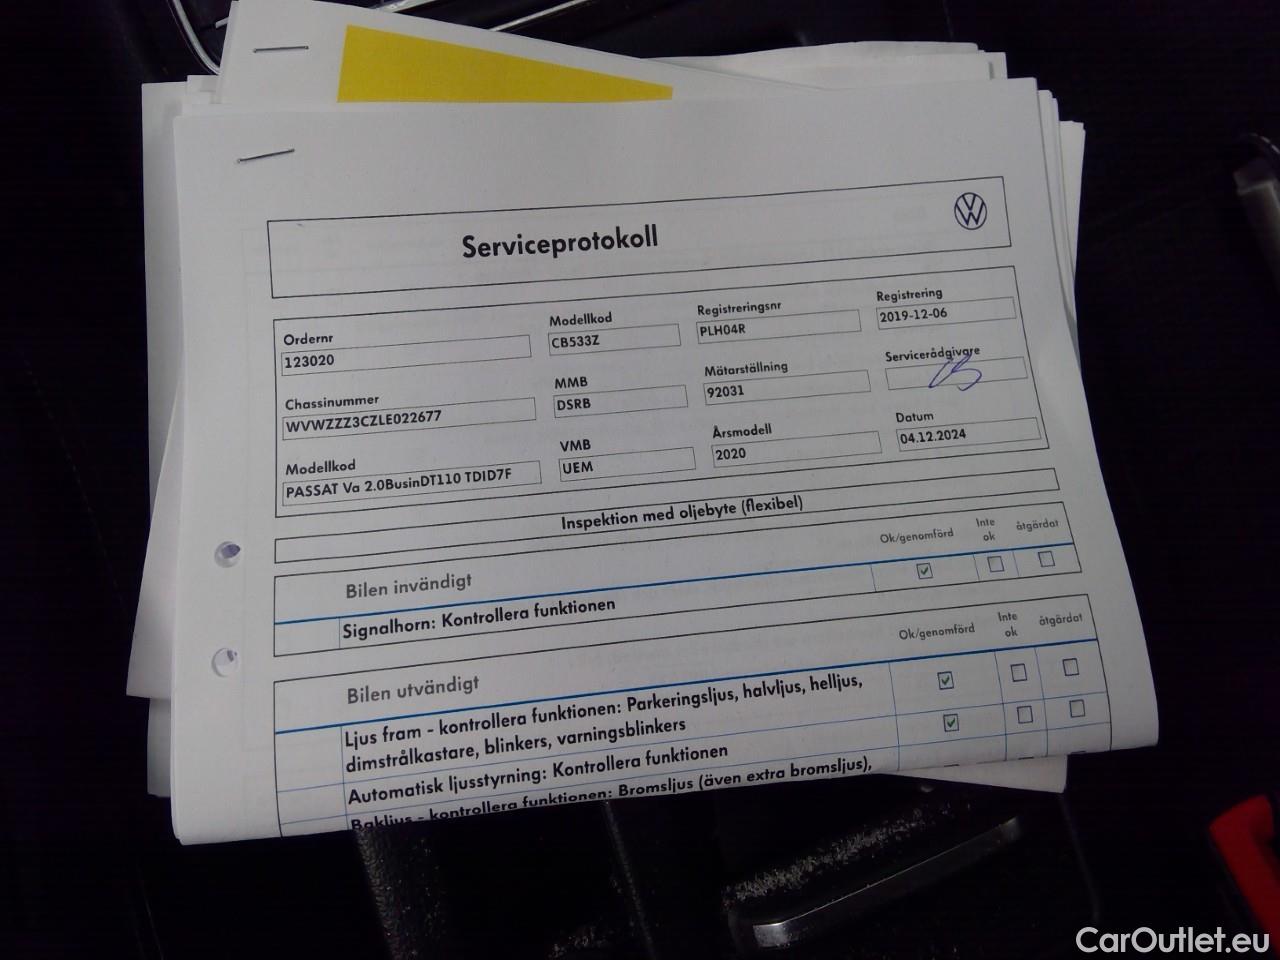 Serviceprotokoll
Ordernr
123020
Modellkod
CB533Z
Registreringsnr
PLH04R
Registrering
2019-12-06
Chassinummer
WVWZZZ3CZLE022677
MMB
DSRB
Mätarställning
92031
Servicerådgivare
Modellkod
PASSAT Va 2.0BusinDT110 TDID7F
VMB
UEM
Årsmodell
2020
Datum
04.12.2024
Inspektion med oljebyte (flexibel)
Bilen invändigt
Ok/genomförd
Inte
ok
åtgärdat
Signalhorn: Kontrollera funktionen
Bilen utvändigt
Ok/genomförd
Inte
ok
åtgärdat
Ljus fram - kontrollera funktionen: Parkeringsljus, halvljus, helljus,
dimstrålkastare, blinkers, varningsblinkers
Automatisk ljusstyrning: Kontrollera funktionen
Bakljus - kontrollera funktionen: Bromsljus (även extra bromsljus),
CarOutlet.eu